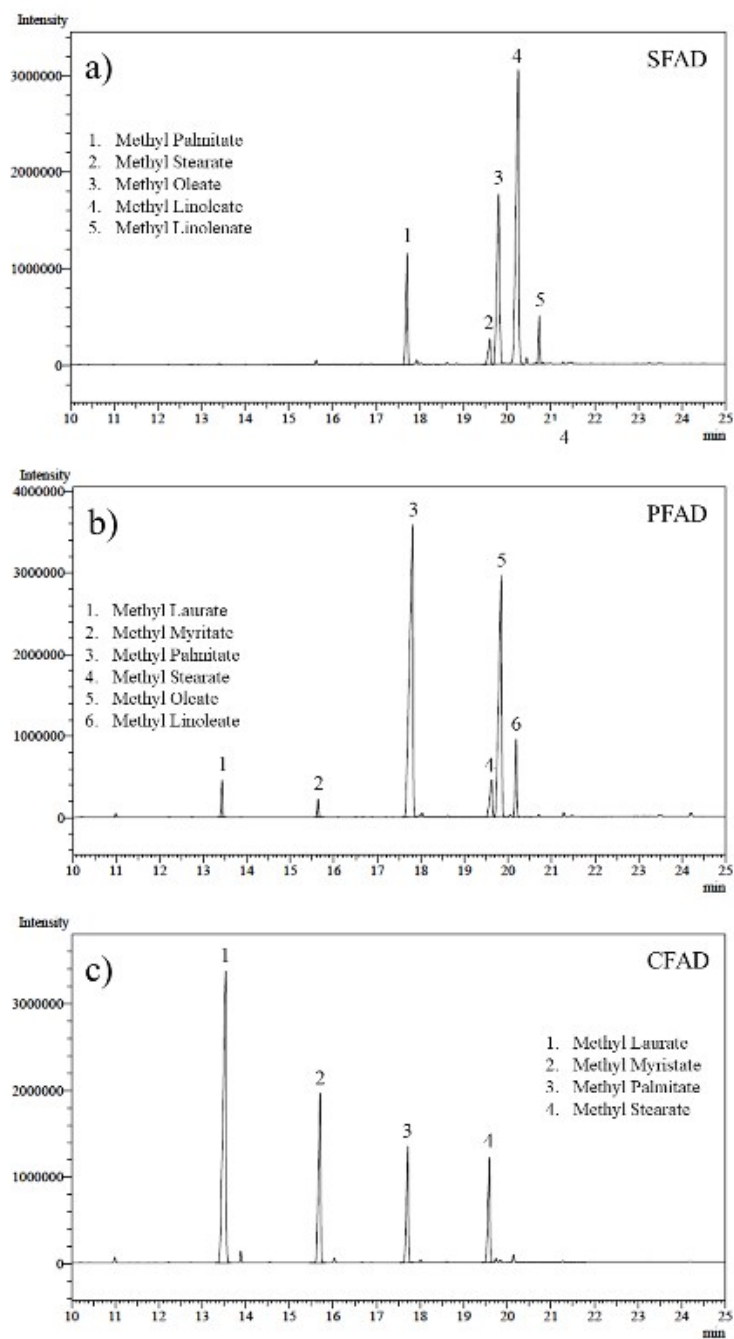 Intensity
a)
SFAD
3000000
2000000
1000000
0
1. Methyl Palmitate
2. Methyl Stearate
3. Methyl Oleate
4. Methyl Linoleate
5. Methyl Linolenate
1
2
3
4
5
10 11 12 13 14 15 16 17 18 19 20 21 22 23 24 25
min
4
Intensity
b)
PFAD
4000000
3000000
2000000
1000000
0
1. Methyl Laurate
2. Methyl Myritate
3. Methyl Palmitate
4. Methyl Stearate
5. Methyl Oleate
6. Methyl Linoleate
1
2
3
4
5
6
10 11 12 13 14 15 16 17 18 19 20 21 22 23 24 25
min
Intensity
c)
CFAD
3000000
2000000
1000000
0
1. Methyl Laurate
2. Methyl Myristate
3. Methyl Palmitate
4. Methyl Stearate
1
2
3
4
10 11 12 13 14 15 16 17 18 19 20 21 22 23 24 25
min